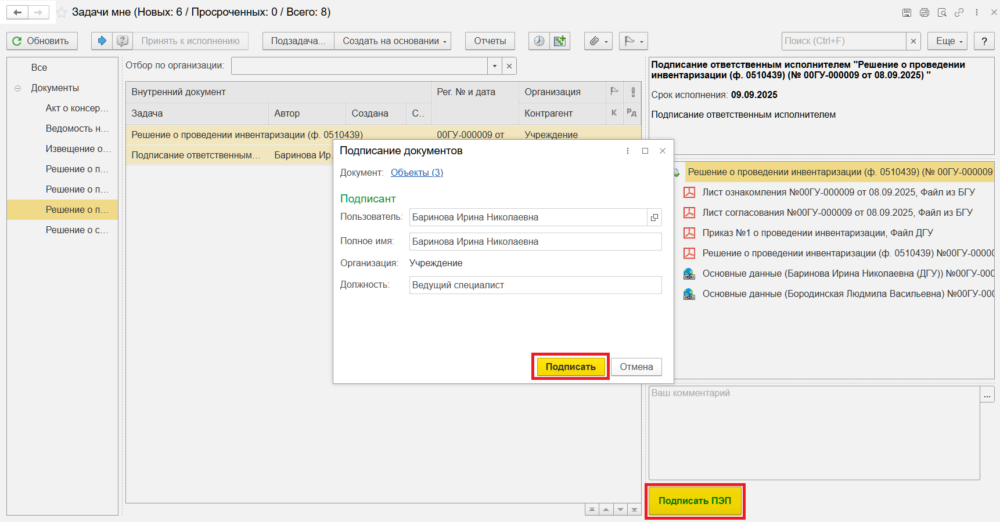 Задачи мне (Новых: 6 / Просроченных: 0 / Всего: 8)
Обновить
Принять к исполнению
Подзадача...
Создать на основании
Отчеты
Поиск (Ctrl+F)
Еще
?
Все
Документы
Акт о консер...
Ведомость н...
Извещение о...
Решение о п...
Решение о п...
Решение о п...
Решение о с...
Отбор по организации:
Внутренний документ
Рег. № и дата
Организация
Задача
Автор
Создана
С..
Контрагент
К
Рд
Решение о проведении инвентаризации (ф. 0510439)
00ГУ-000009 от
Учреждение
Подписание ответственным...
Баринова Ир.
Подписание документов
Документ: Объекты (3)
Подписант
Пользователь: Баринова Ирина Николаевна
Полное имя: Баринова Ирина Николаевна
Организация: Учреждение
Должность: Ведущий специалист
Подписать
Отмена
Подписание ответственным исполнителем "Решение о проведении
инвентаризации (ф. 0510439) (№ 00ГУ-000009 от 08.09.2025) "
Срок исполнения: 09.09.2025
Подписание ответственным исполнителем
Решение о проведении инвентаризации (ф. 0510439) (№ 00ГУ-000009
Лист ознакомления №00ГУ-000009 от 08.09.2025, Файл из БГУ
Лист согласования №00ГУ-000009 от 08.09.2025, Файл из БГУ
Приказ №1 о проведении инвентаризации, Файл ДГУ
Решение о проведении инвентаризации (ф. 0510439) №00ГУ-0000
Основные данные (Баринова Ирина Николаевна (ДГУ)) №00ГУ-000
Основные данные (Бородинская Людмила Васильевна) №00ГУ-000
Ваш комментарий
...
Подписать ПЭП